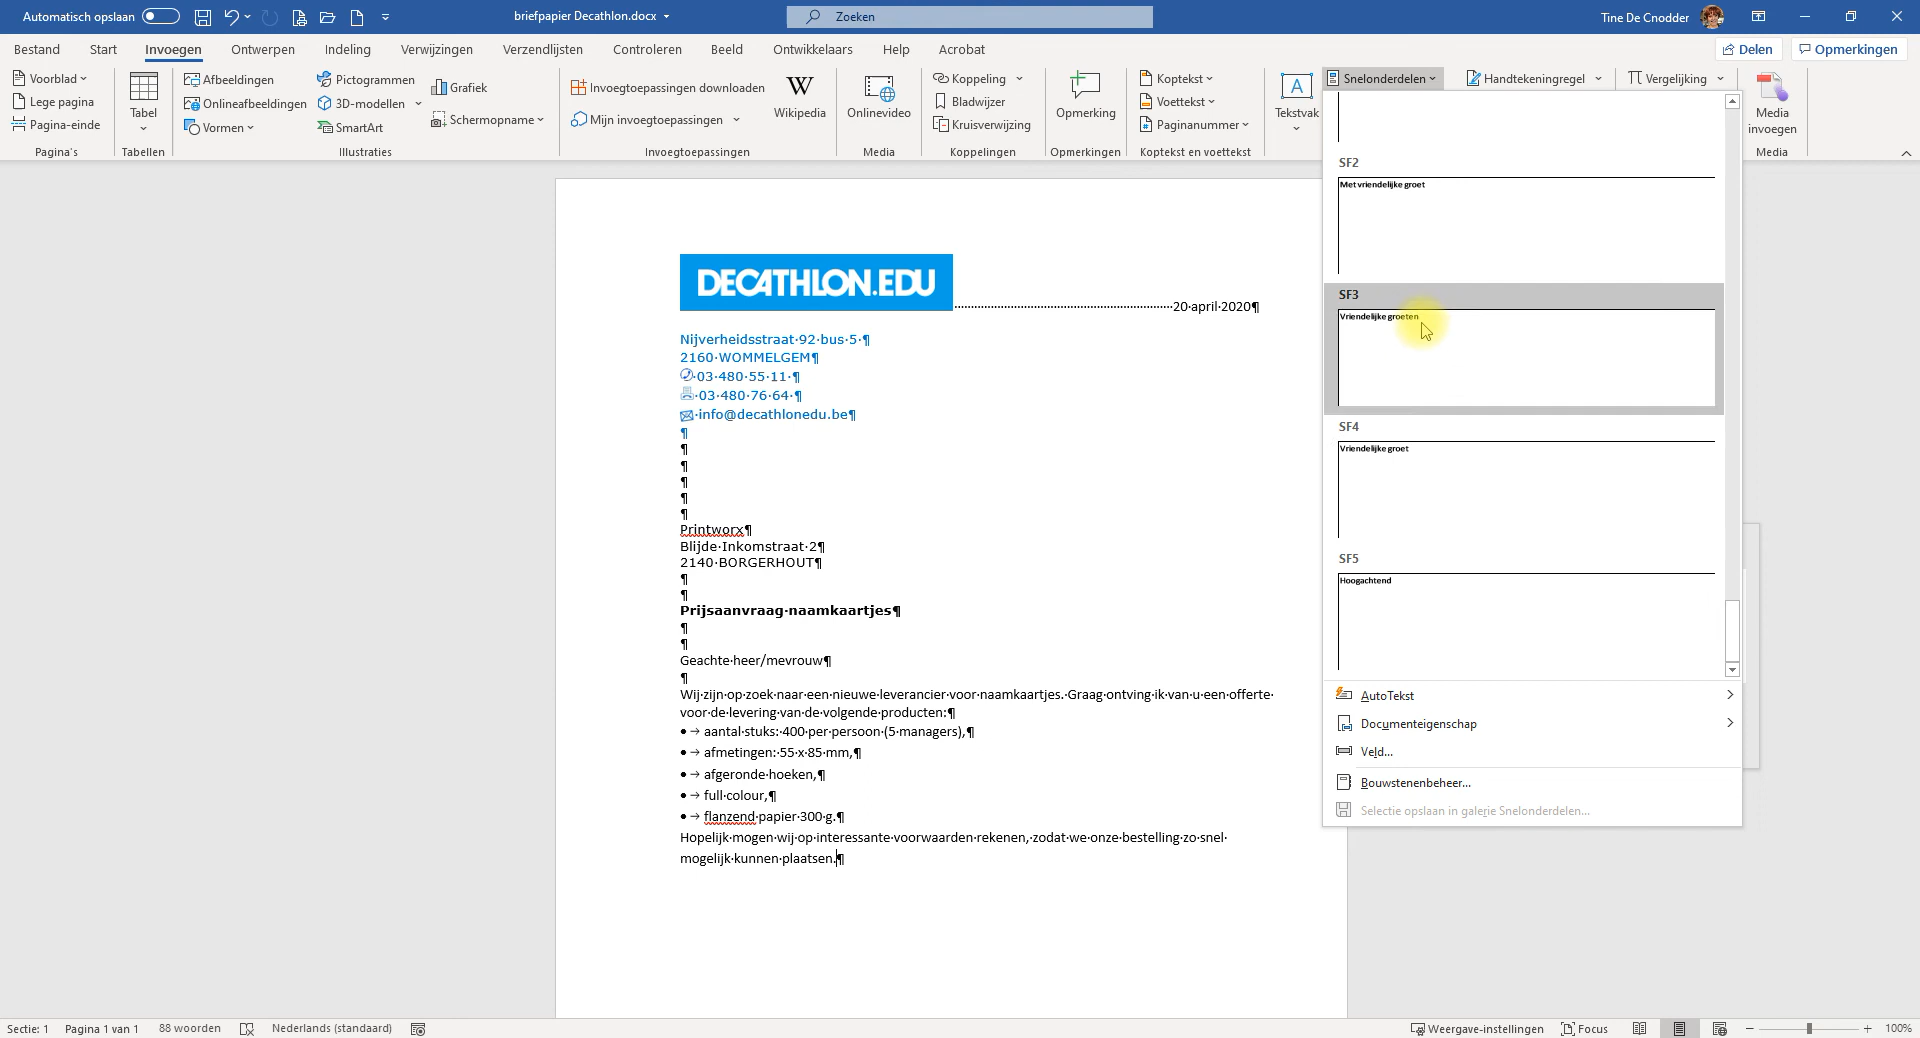 Automatisch opslaan
briefpapier Decathlon.docx
Zoeken
Tine De Cnodder
Bestand Start Invoegen Ontwerpen Indeling Verwijzingen Verzendlijsten Controleren Beeld Ontwikkelaars Help Acrobat
Delen Opmerkingen
Voorblad
Lege pagina
Pagina-einde
Pagina's
Tabel
Tabellen
Afbeeldingen
Onlineafbeeldingen
Vormen
Pictogrammen
3D-modellen
SmartArt
Grafiek
Schermopname
Illustraties
Invoegtoepassingen downloaden
Mijn invoegtoepassingen
Wikipedia
Invoegtoepassingen
Onlinevideo
Media
Koppeling
Bladwijzer
Kruisverwijzing
Koppelingen
Opmerking
Opmerkingen
Koptekst
Voettekst
Paginanummer
Koptekst en voettekst
Tekstvak
Snelonderdelen
Handtekeningregel
Vergelijking
Media
invoegen
Media
SF2
Met vriendelijke groet
SF3
Vriendelijke groeten
SF4
Vriendelijke groet
SF5
Hoogachtend
AutoTekst
Documenteigenschap
Veld...
Bouwstenenbeheer...
Selectie opslaan in galerie Snelonderdelen...
DECATHLON.EDU
20·april·2020¶
Nijverheidsstraat·92·bus·5·¶
2160·WOMMELGEM¶
·03·480·55·11·¶
·03·480·76·64·¶
·info@decathlonedu.be¶
¶
¶
¶
¶
¶
¶
Printworx¶
Blijde·Inkomstraat·2¶
2140·BORGERHOUT¶
¶
¶
Prijsaanvraag·naamkaartjes¶
¶
¶
Geachte·heer/mevrouw¶
¶
Wij·zijn·op·zoek·naar·een·nieuwe·leverancier·voor·naamkaartjes.·Graag·ontving·ik·van·u·een·offerte·
voor·de·levering·van·de·volgende·producten:¶
•→aantal·stuks:·400·per·persoon·(5·managers),¶
•→afmetingen:·55·x·85·mm,¶
•→afgeronde·hoeken,¶
•→full·colour,¶
•→flanzend·papier·300·g.¶
Hopelijk·mogen·wij·op·interessante·voorwaarden·rekenen,·zodat·we·onze·bestelling·zo·snel·
mogelijk·kunnen·plaatsen.¶
Sectie: 1 Pagina 1 van 1 88 woorden Nederlands (standaard)
Weergave-instellingen Focus 100%